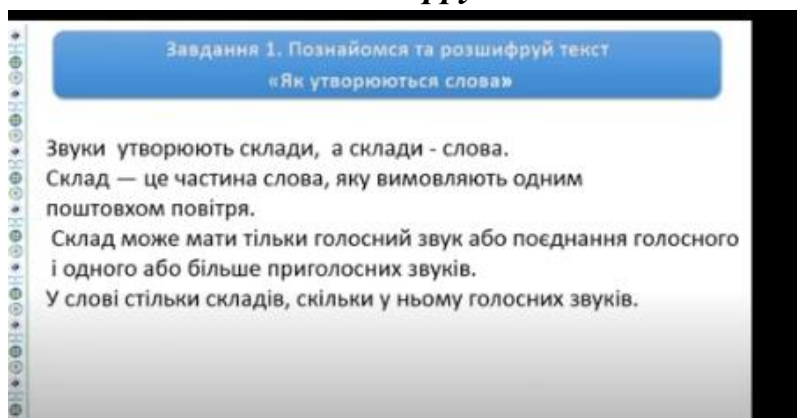 Завдання 1. Познайомся та розшифруй текст
«Як утворюються слова»
Звуки утворюють склади, а склади - слова.
Склад — це частина слова, яку вимовляють одним
поштовхом повітря.
Склад може мати тільки голосний звук або поєднання голосного
і одного або більше приголосних звуків.
У слові стільки складів, скільки у ньому голосних звуків.